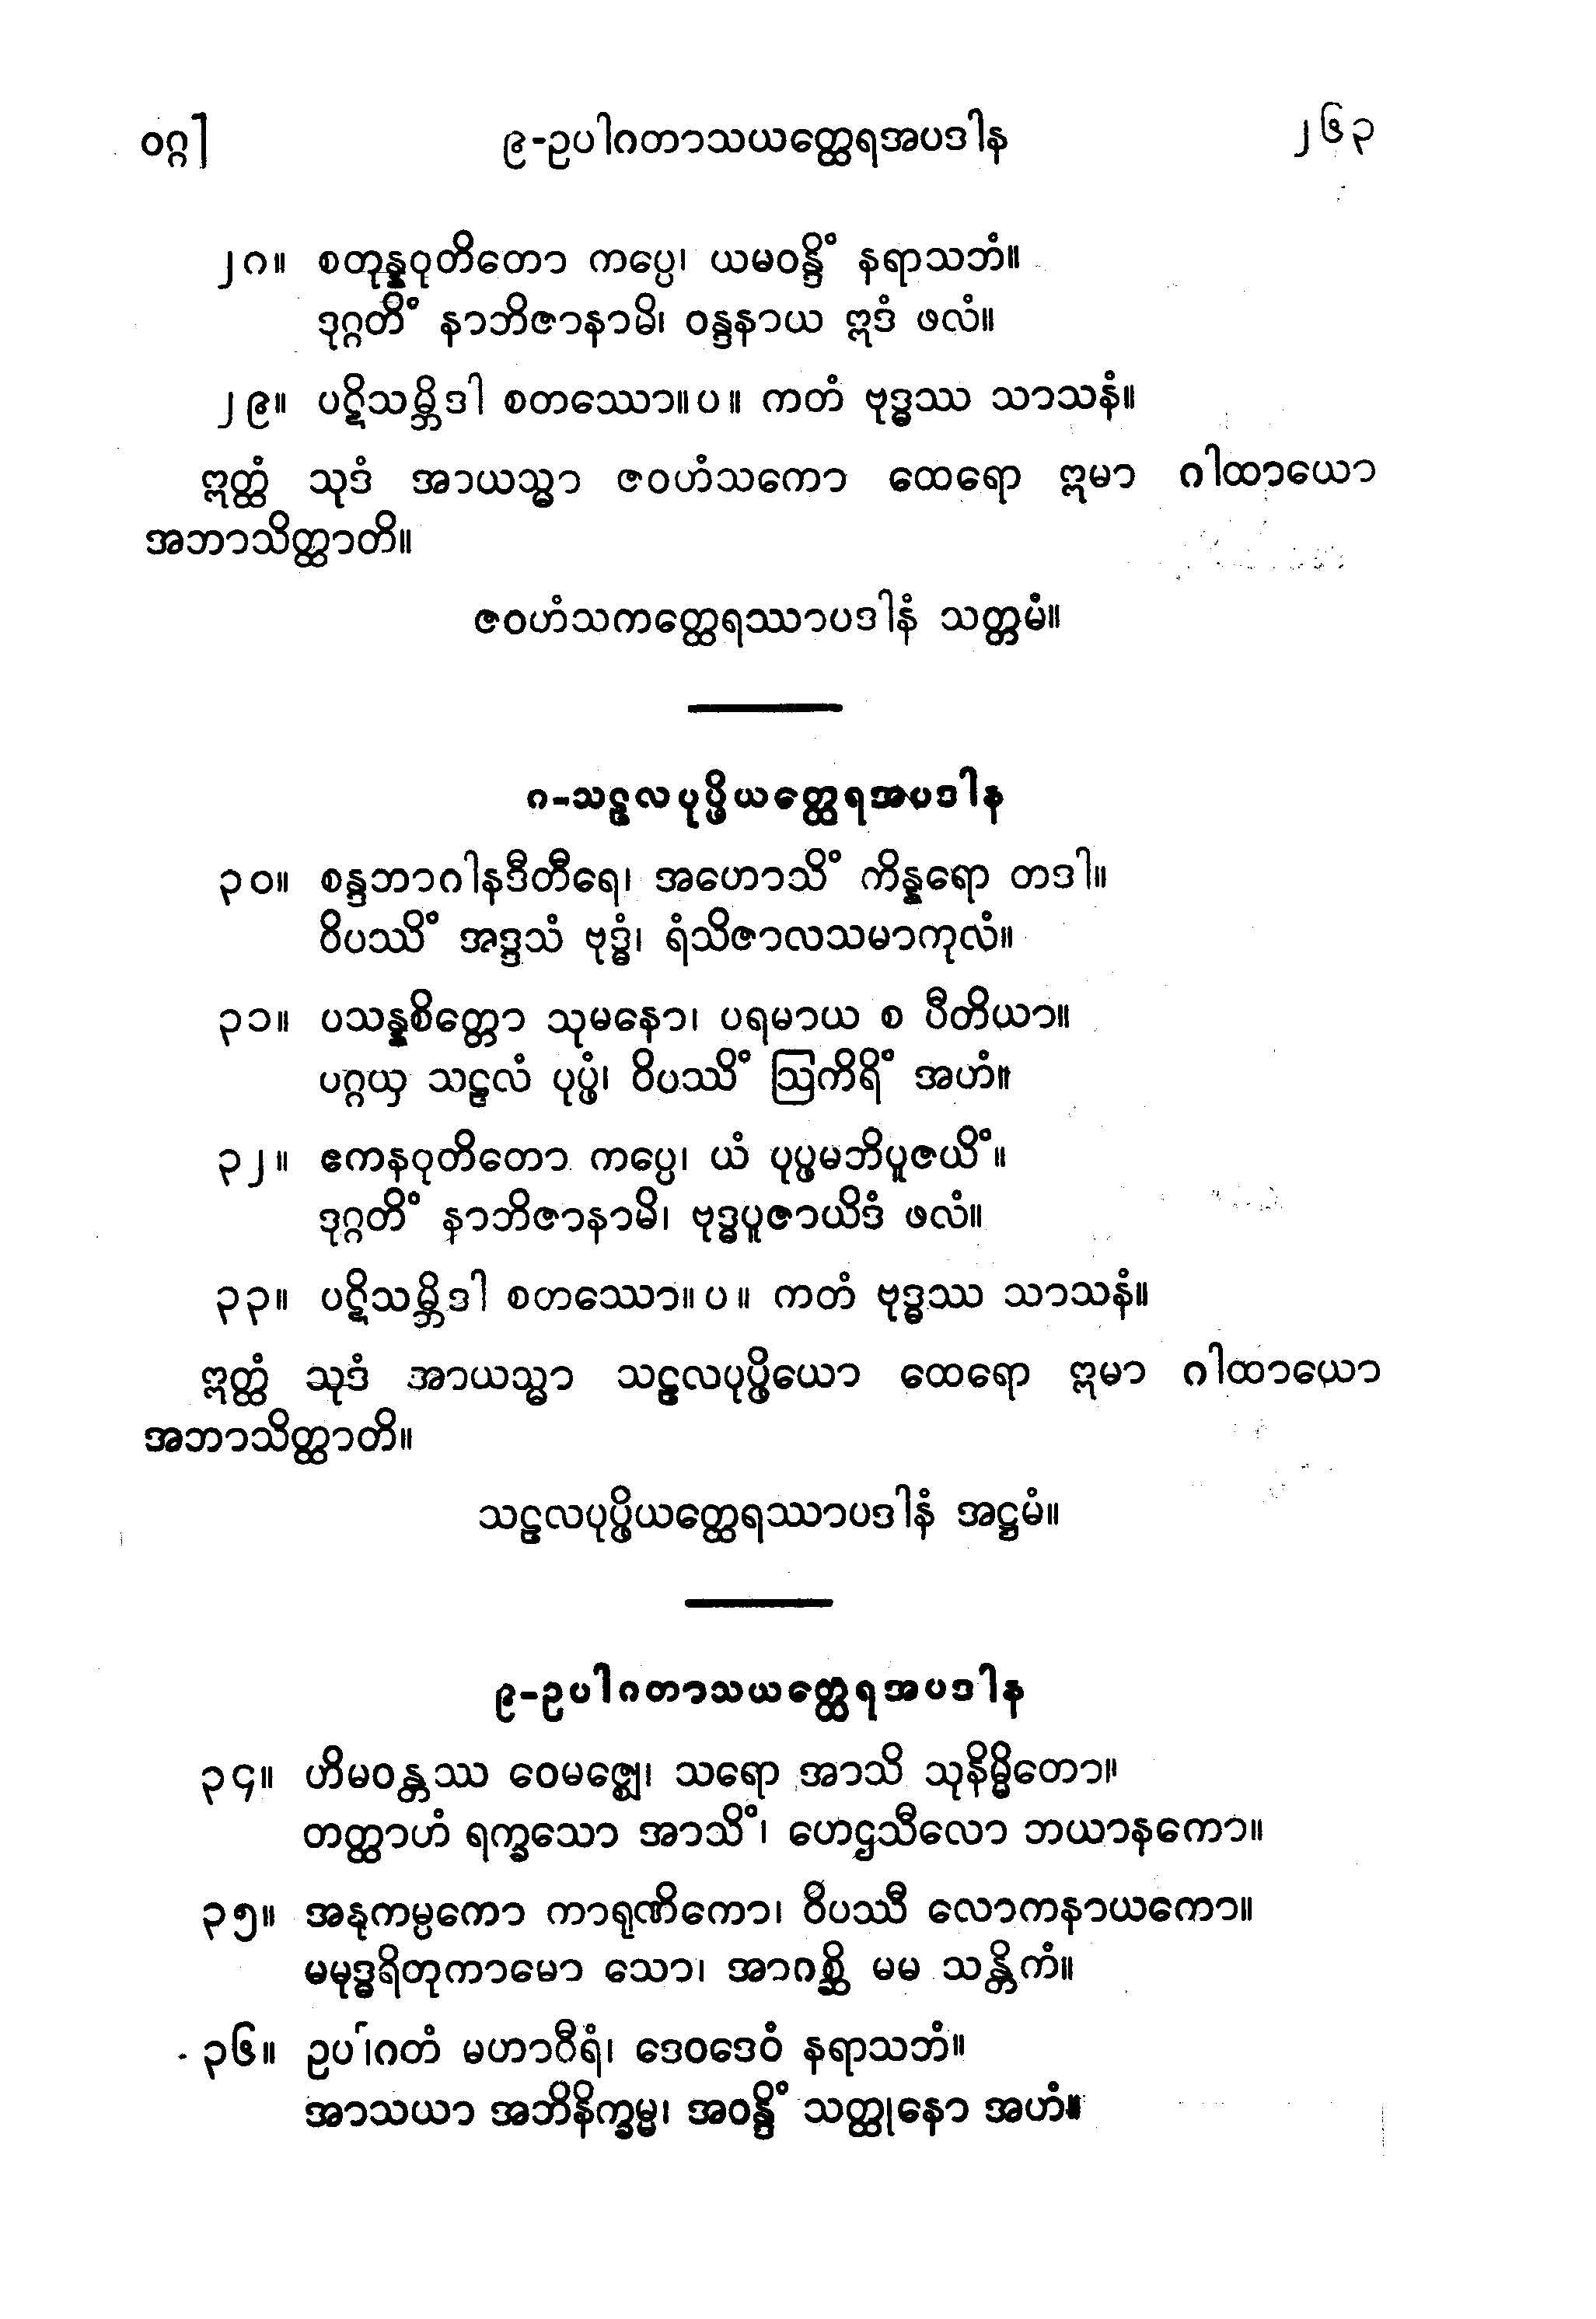 ဝဂ္ဂ] ၉-ဥပါဂတာသယတ္ထေရအပဒါန ၂၆၃
၂၈။ စတုန္နဝုတိတော ကပ္ပေ၊ ယမဝန္ဒိံ နရာသဘံ။
ဒုဂ္ဂတိံ နာဘိဇာနာမိ၊ ဝန္ဒနာယ ဣဒံ ဖလံ။
၂၉။ ပဋိသမ္ဘိဒါ စတဿော။ပ။ ကတံ ဗုဒ္ဓဿ သာသနံ။
ဣတ္ထံ သုဒံ အာယသ္မာ ဇဝဟံသကော ထေရော ဣမာ ဂါထာယော
အဘာသိတ္ထာတိ။
ဇဝဟံသကတ္ထေရဿာပဒါနံ သတ္တမံ။
၈-သဠလပုပ္ဖိယတ္ထေရအပဒါန
၃၀။ စန္ဒဘာဂါနဒီတီရေ၊ အဟောသိံ ကိန္နရော တဒါ။
ဝိပဿိံ အဒ္ဒသံ ဗုဒ္ဓံ၊ ရံသိဇာလသမာကုလံ။
၃၁။ ပသန္နစိတ္တော သုမနော၊ ပရမာယ စ ပီတိယာ။
ပဂ္ဂယှ သဠလံ ပုပ္ဖံ၊ ဝိပဿိံ ဩကိရိံ အဟံ။
၃၂။ ဧကနဝုတိတော ကပ္ပေ၊ ယံ ပုပ္ဖမဘိပူဇယိံ။
ဒုဂ္ဂတိံ နာဘိဇာနာမိ၊ ဗုဒ္ဓပူဇာယိဒံ ဖလံ။
၃၃။ ပဋိသမ္ဘိဒါ စတဿော။ပ။ ကတံ ဗုဒ္ဓဿ သာသနံ။
ဣတ္ထံ သုဒံ အာယသ္မာ သဠလပုပ္ဖိယော ထေရော ဣမာ ဂါထာယော
အဘာသိတ္ထာတိ။
သဠလပုပ္ဖိယတ္ထေရဿာပဒါနံ အဋ္ဌမံ။
၉-ဥပါဂတာသယတ္ထေရအပဒါန
၃၄။ ဟိမဝန္တဿ ဝေမဇ္ဈေ၊ သရော အာသိ သုနိမ္မိတော။
တတ္ထာဟံ ရက္ခသော အာသိံ၊ ဟေဌသီလော ဘယာနကော။
၃၅။ အနုကမ္ပကော ကာရုဏိကော၊ ဝိပဿီ လောကနာယကော။
မမုဒ္ဓရိတုကာမော သော၊ အာဂစ္ဆိ မမ သန္တိကံ။
၃၆။ ဥပါဂတံ မဟာဝီရံ၊ ဒေဝဒေဝံ နရာသဘံ။
အာသယာ အဘိနိက္ခမ္မ၊ အဝန္ဒိံ သတ္ထုနော အဟံ။